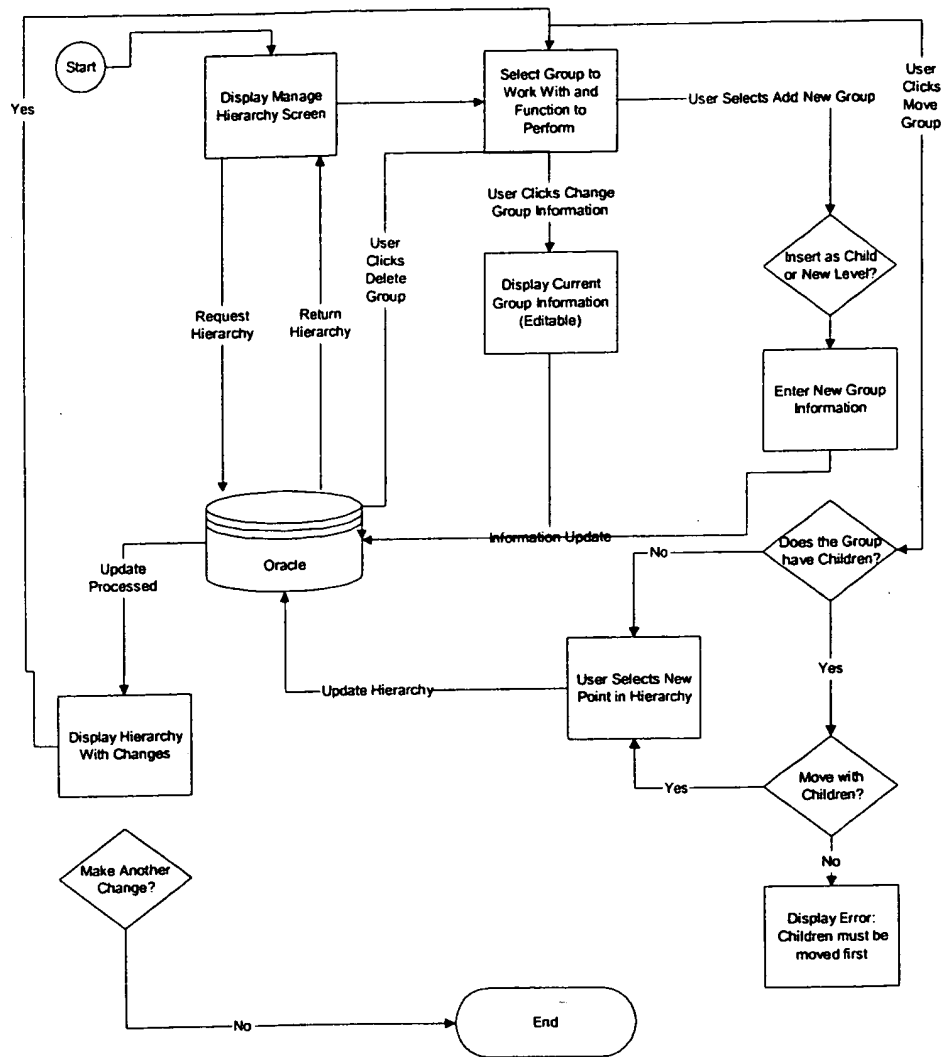 Start
Yes
Display Manage
Hierarchy Screen
Select Group to
Work With and
Function to
Perform
User Selects Add New Group
User
Clicks
Move
Group
User Clicks Change
Group Information
User
Clicks
Delete
Group
Insert as Child
or New Level?
Display Current
Group Information
(Editable)
Request
Hierarchy
Return
Hierarchy
Enter New Group
Information
Information Update
Does the Group
have Children?
No
Oracle
Update
Processed
Yes
User Selects New
Point in Hierarchy
Update Hierarchy
Display Hierarchy
With Changes
Move with
Children?
Yes
No
Make Another
Change?
Display Error:
Children must be
moved first
No
End